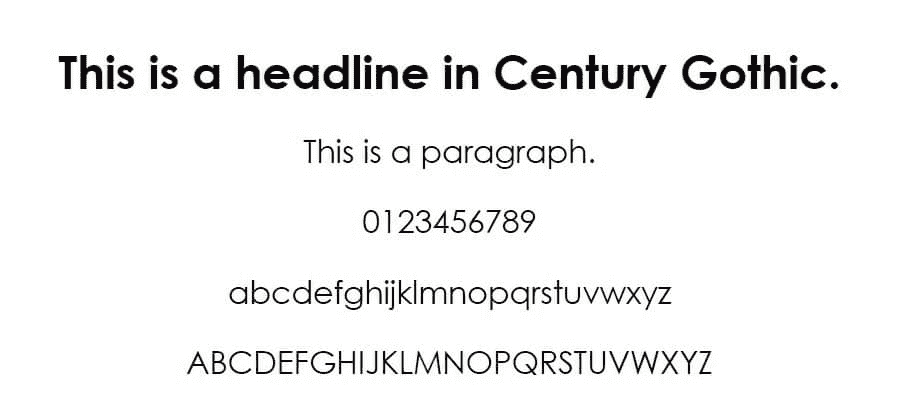 This is a headline in Century Gothic.
This is a paragraph.
0123456789
abcdefghijklmnopqrstuvwxyz
ABCDEFGHIJKLMNOPQRSTUVWXYZ